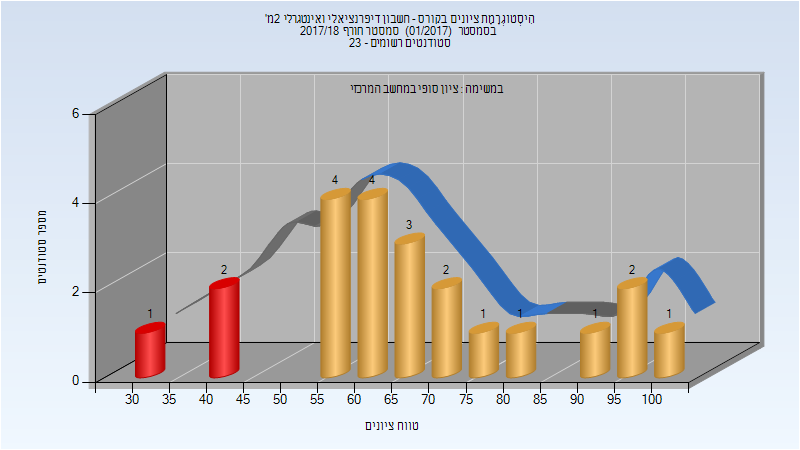 היסטוגרמת ציונים בקורס - חשבון דיפרנציאלי ואינטגרלי 2מ'
בסמסטר (01/2017) סמסטר חורף 2017/18
סטודנטים רשומים - 23
במשימה : ציון סופי במחשב המרכזי
מספר סטודנטים
6
4
2
0
1
2
4
4
3
2
1
1
1
2
1
30 35 40 45 50 55 60 65 70 75 80 85 90 95 100
טווח ציונים